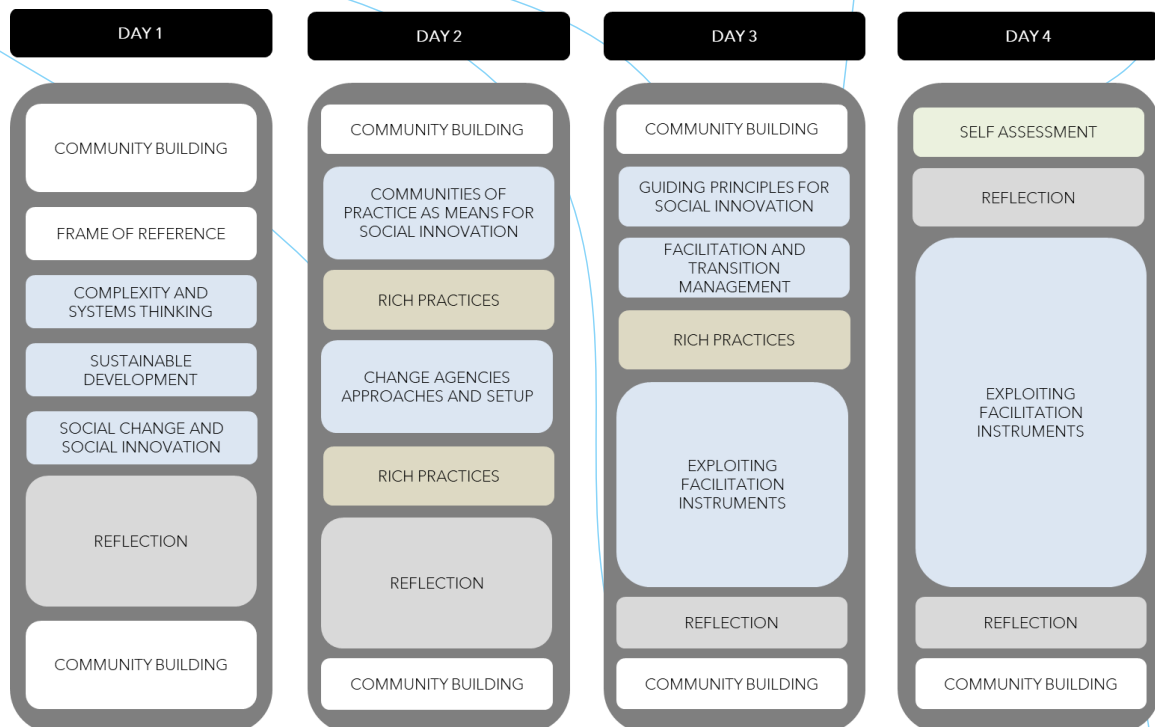 DAY 1
COMMUNITY BUILDING
FRAME OF REFERENCE
COMPLEXITY AND
SYSTEMS THINKING
SUSTAINABLE
DEVELOPMENT
SOCIAL CHANGE AND
SOCIAL INNOVATION
REFLECTION
COMMUNITY BUILDING
DAY 2
COMMUNITY BUILDING
COMMUNITIES OF
PRACTICE AS MEANS FOR
SOCIAL INNOVATION
RICH PRACTICES
CHANGE AGENCIES
APPROACHES AND SETUP
RICH PRACTICES
REFLECTION
COMMUNITY BUILDING
DAY 3
COMMUNITY BUILDING
GUIDING PRINCIPLES FOR
SOCIAL INNOVATION
FACILITATION AND
TRANSITION
MANAGEMENT
RICH PRACTICES
EXPLOITING
FACILITATION
INSTRUMENTS
REFLECTION
COMMUNITY BUILDING
DAY 4
SELF ASSESSMENT
REFLECTION
EXPLOITING
FACILITATION
INSTRUMENTS
REFLECTION
COMMUNITY BUILDING